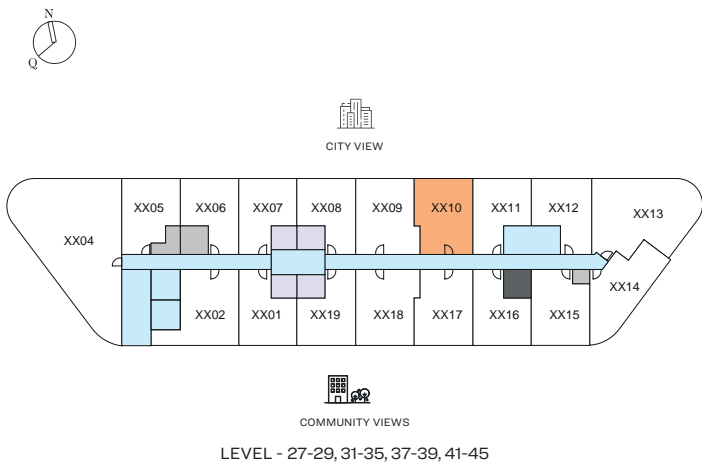 N
Q
CITY VIEW
XX05 XX06 XX07 XX08 XX09 XX10 XX11 XX12
XX04 XX13
XX14
XX02 XX01 XX19 XX18 XX17 XX16 XX15
COMMUNITY VIEWS
LEVEL - 27-29, 31-35, 37-39, 41-45